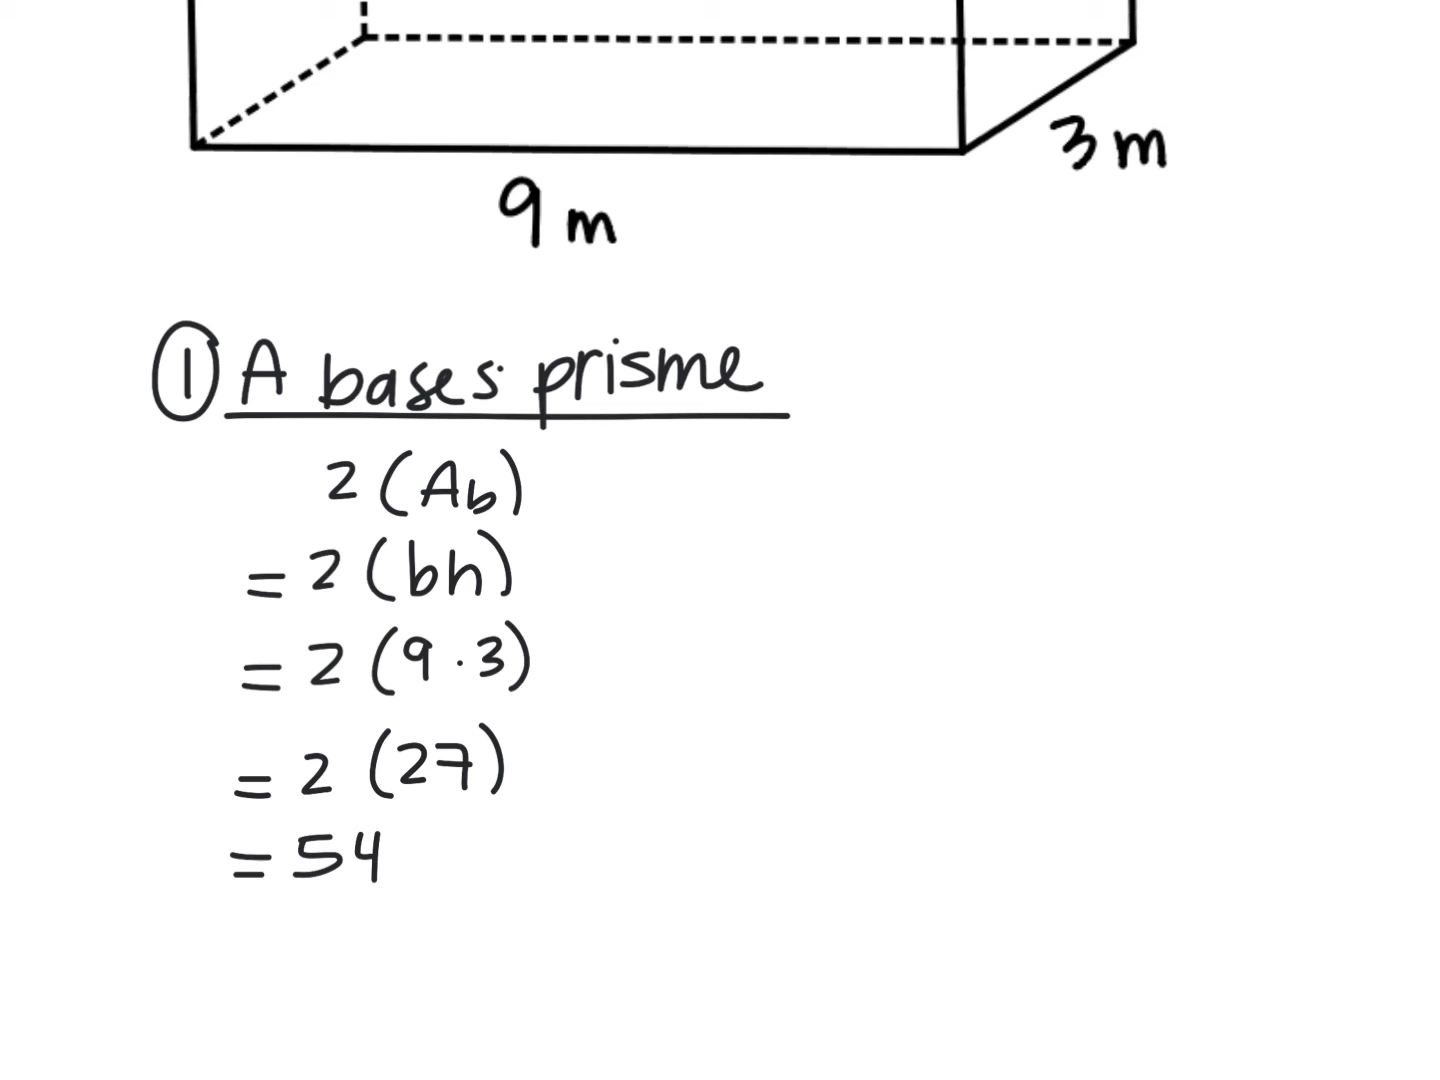 3 m
9 m
① A bases prisme
2 (Ab)
= 2 (bh)
= 2 (9 · 3)
= 2 (27)
= 54